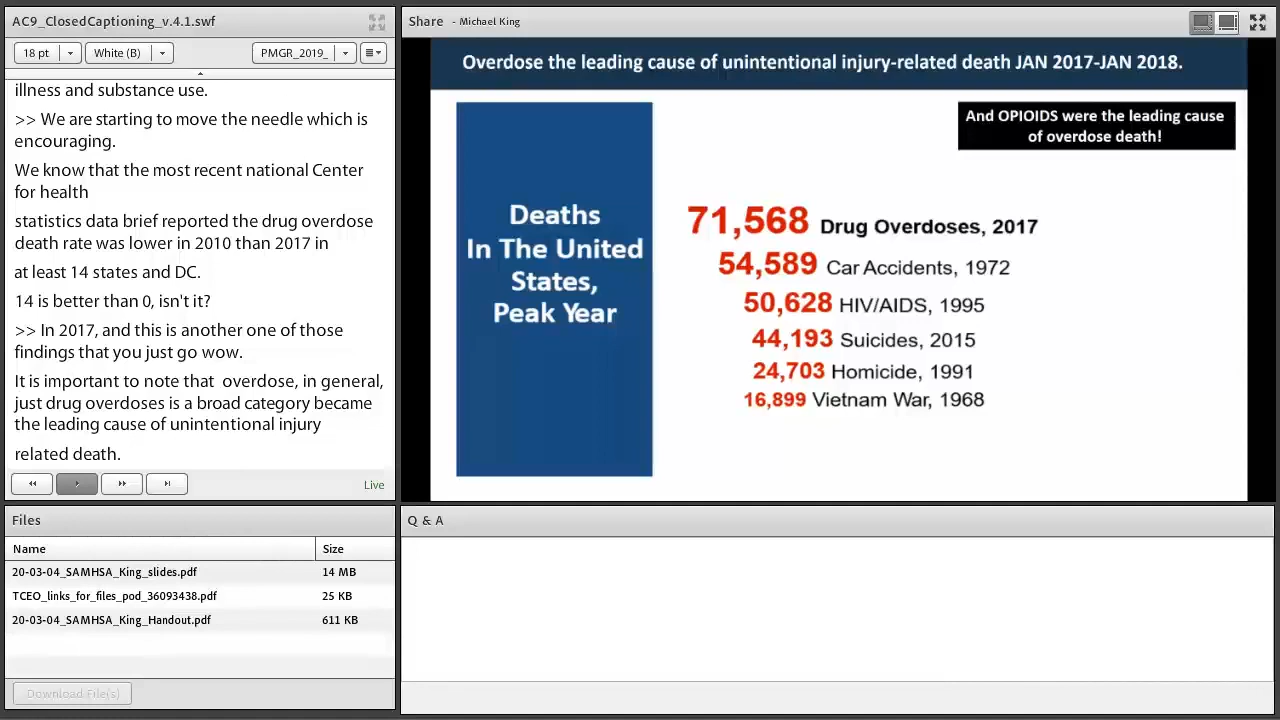 AC9_ClosedCaptioning_v.4.1.swf
18 pt
White (B)
PMGR_2019_
illness and substance use.
>> We are starting to move the needle which is
encouraging.
We know that the most recent national Center
for health
statistics data brief reported the drug overdose
death rate was lower in 2010 than 2017 in
at least 14 states and DC.
14 is better than 0, isn't it?
>> In 2017, and this is another one of those
findings that you just go wow.
It is important to note that overdose, in general,
just drug overdoses is a broad category became
the leading cause of unintentional injury
related death.
Live
Files
Name Size
20-03-04_SAMHSA_King_slides.pdf 14 MB
TCEO_links_for_files_pod_36093438.pdf 25 KB
20-03-04_SAMHSA_King_Handout.pdf 611 KB
Download File(s)
Share - Michael King
Overdose the leading cause of unintentional injury-related death JAN 2017-JAN 2018.
And OPIOIDS were the leading cause
of overdose death!
Deaths
In The United
States,
Peak Year
71,568 Drug Overdoses, 2017
54,589 Car Accidents, 1972
50,628 HIV/AIDS, 1995
44,193 Suicides, 2015
24,703 Homicide, 1991
16,899 Vietnam War, 1968
Q & A